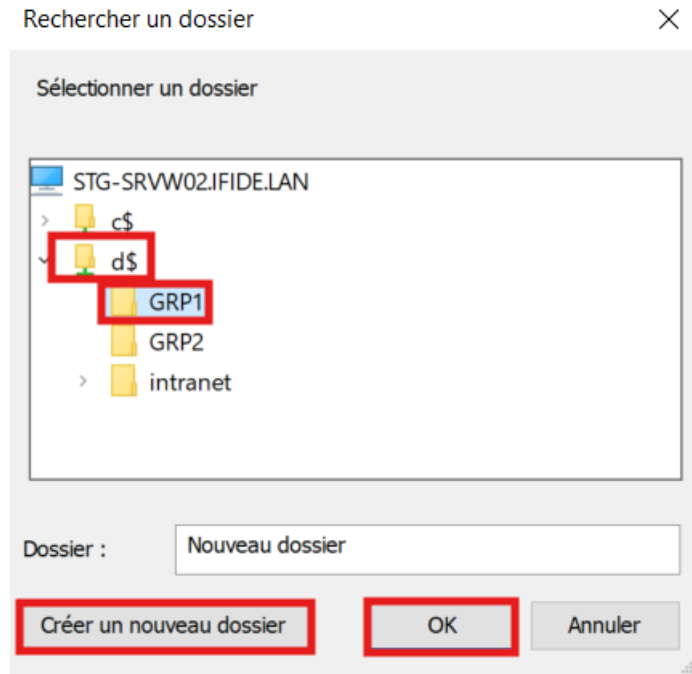 Rechercher un dossier
Sélectionner un dossier
STG-SRVW02.IFIDE.LAN
c$
d$
GRP1
GRP2
intranet
Dossier : Nouveau dossier
Créer un nouveau dossier OK Annuler